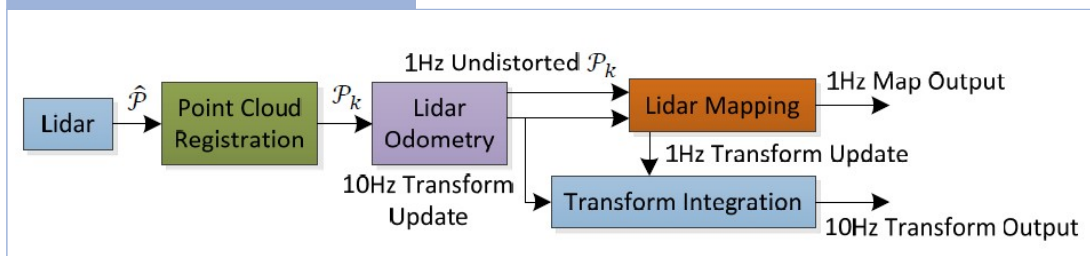 1Hz Undistorted 𝒫k
1Hz Map Output
𝒫̂
𝒫k
Lidar
Point Cloud
Registration
Lidar
Odometry
Lidar Mapping
1Hz Transform Update
10Hz Transform
Update
Transform Integration
10Hz Transform Output